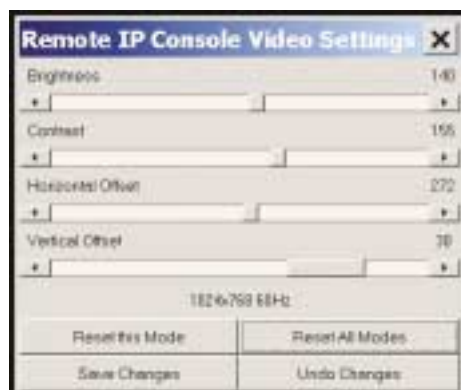 Remote IP Console Video Settings
Brightness 140
Contrast 155
Horizontal Offset 272
Vertical Offset
1024x768 60Hz
Reset this Mode Reset All Modes
Save Changes Undo Changes